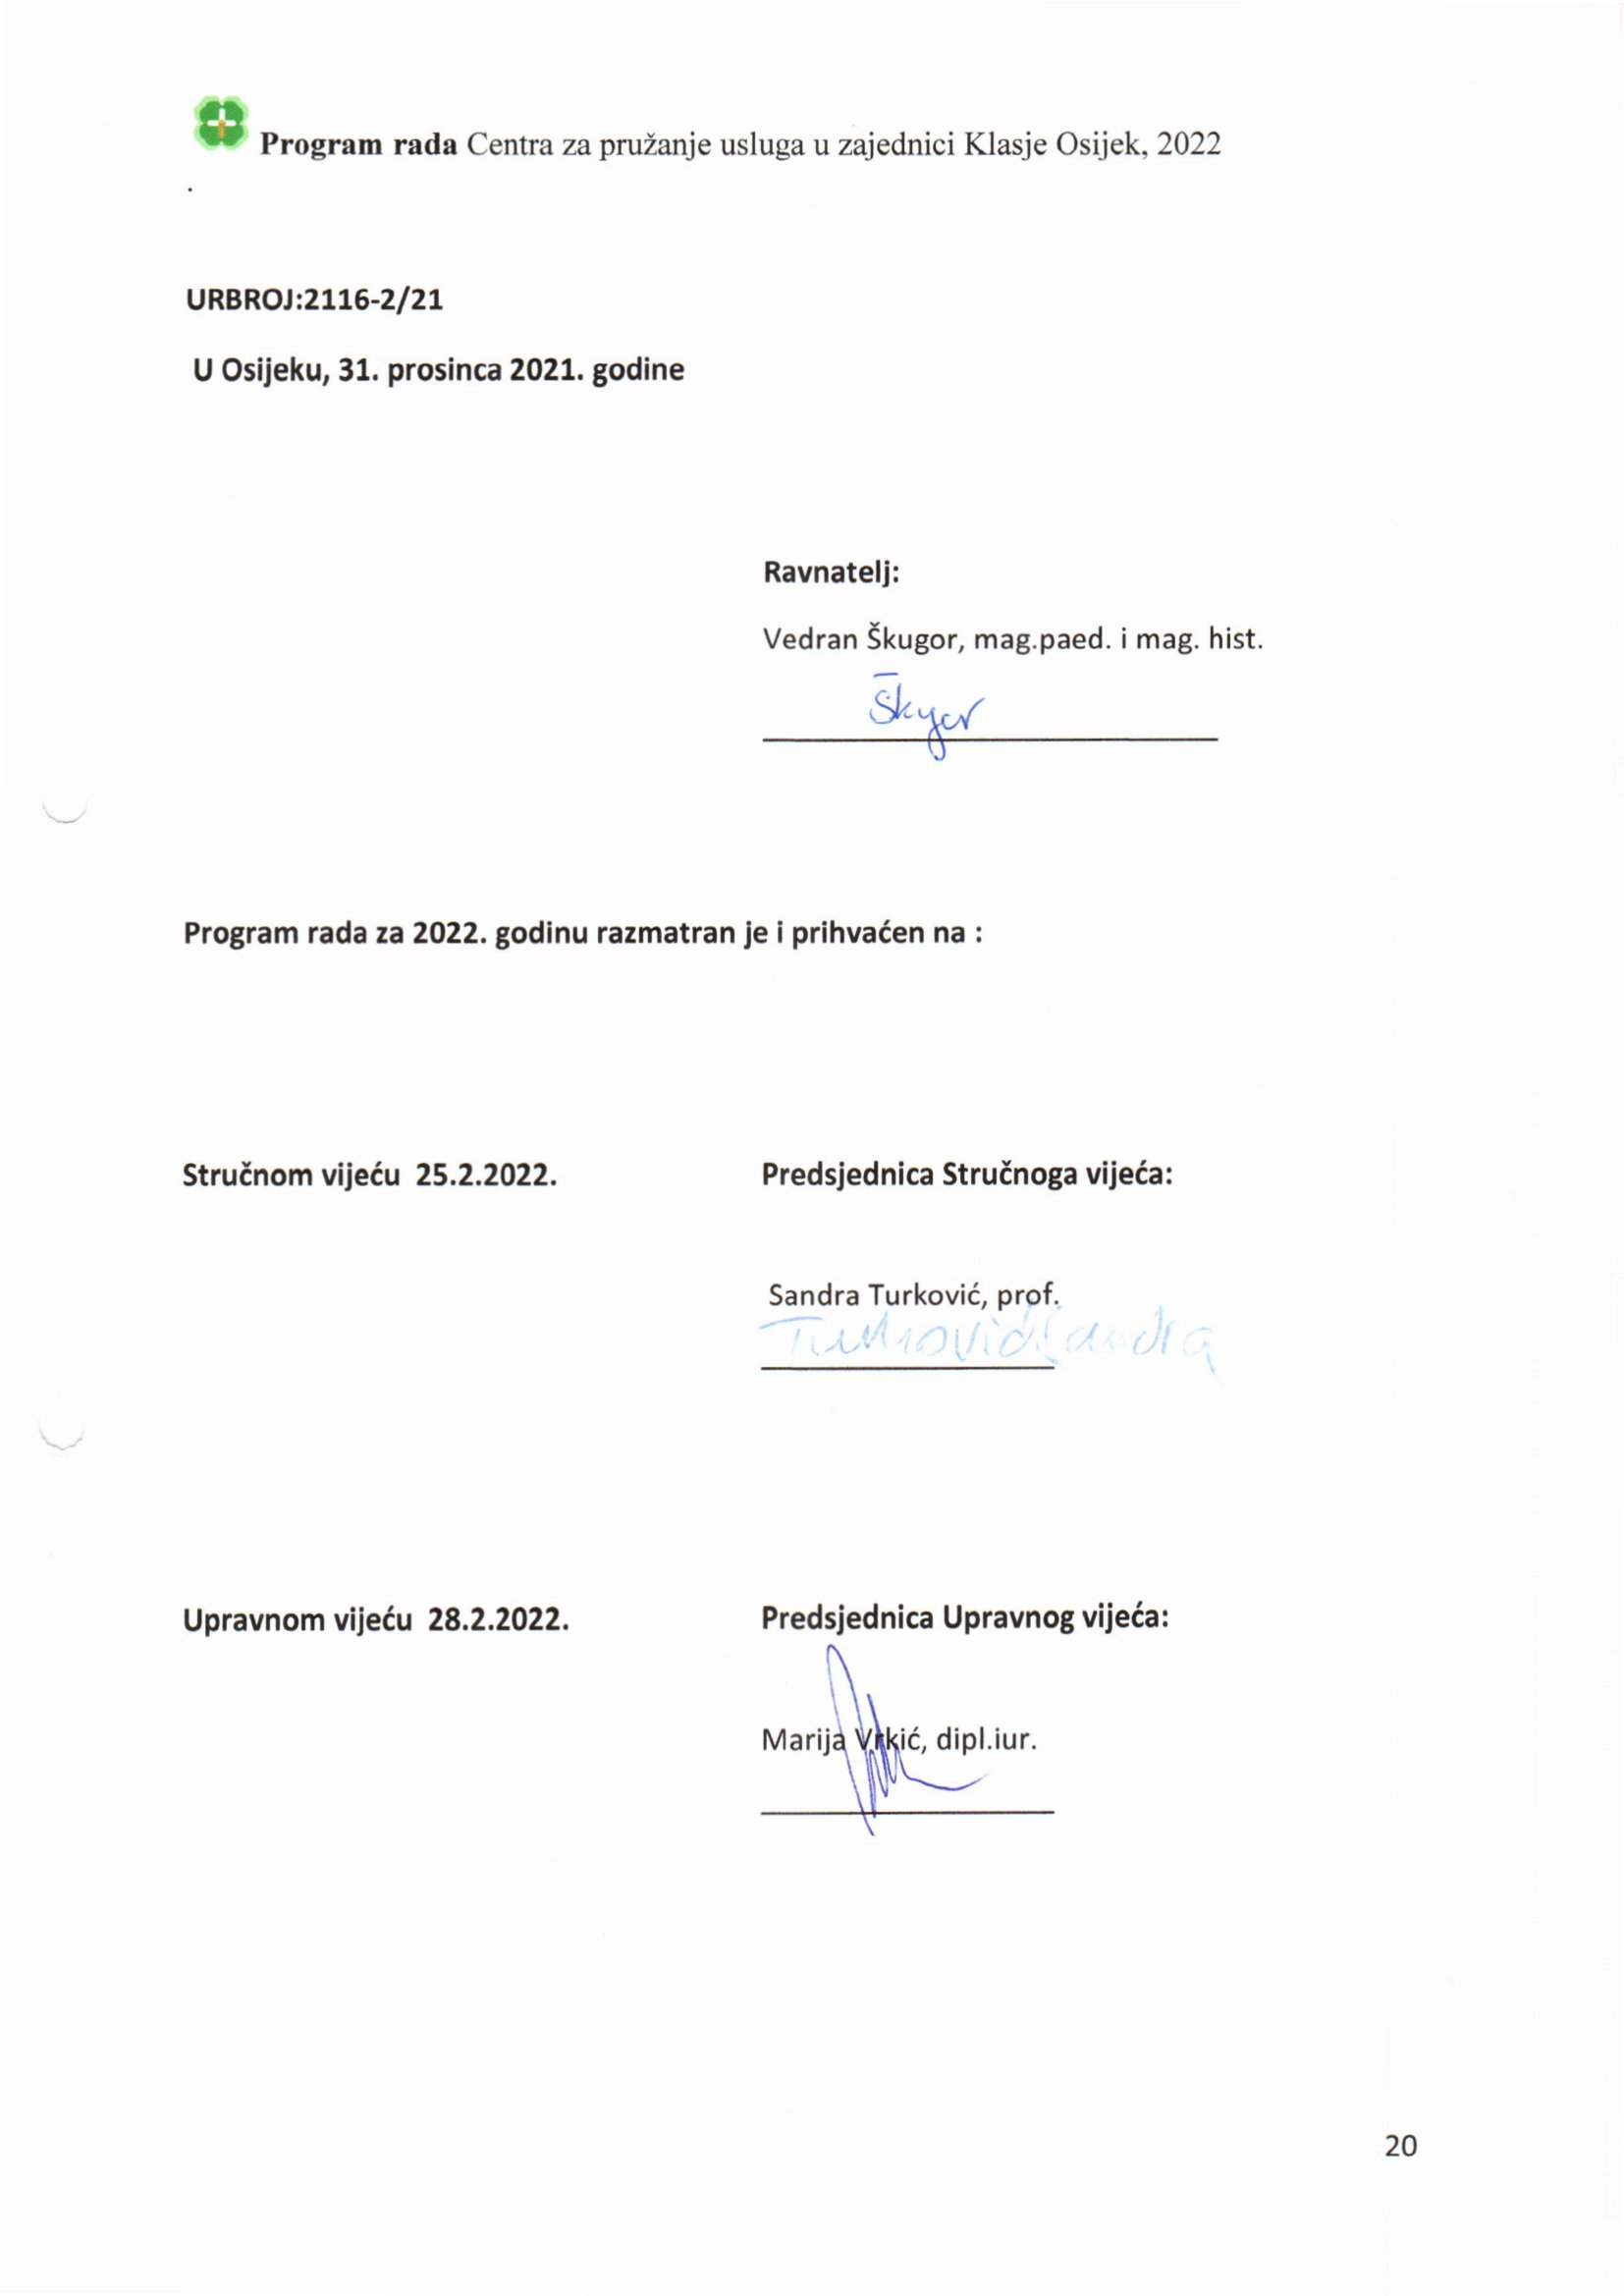 Program rada Centra za pružanje usluga u zajednici Klasje Osijek, 2022
.
URBROJ:2116-2/21
U Osijeku, 31. prosinca 2021. godine
Ravnatelj:
Vedran Škugor, mag.paed. i mag. hist.
Škugor
Program rada za 2022. godinu razmatran je i prihvaćen na :
Stručnom vijeću 25.2.2022. Predsjednica Stručnoga vijeća:
Sandra Turković, prof.
Turković Sandra
Upravnom vijeću 28.2.2022. Predsjednica Upravnog vijeća:
Marija Vrkić, dipl.iur.
20